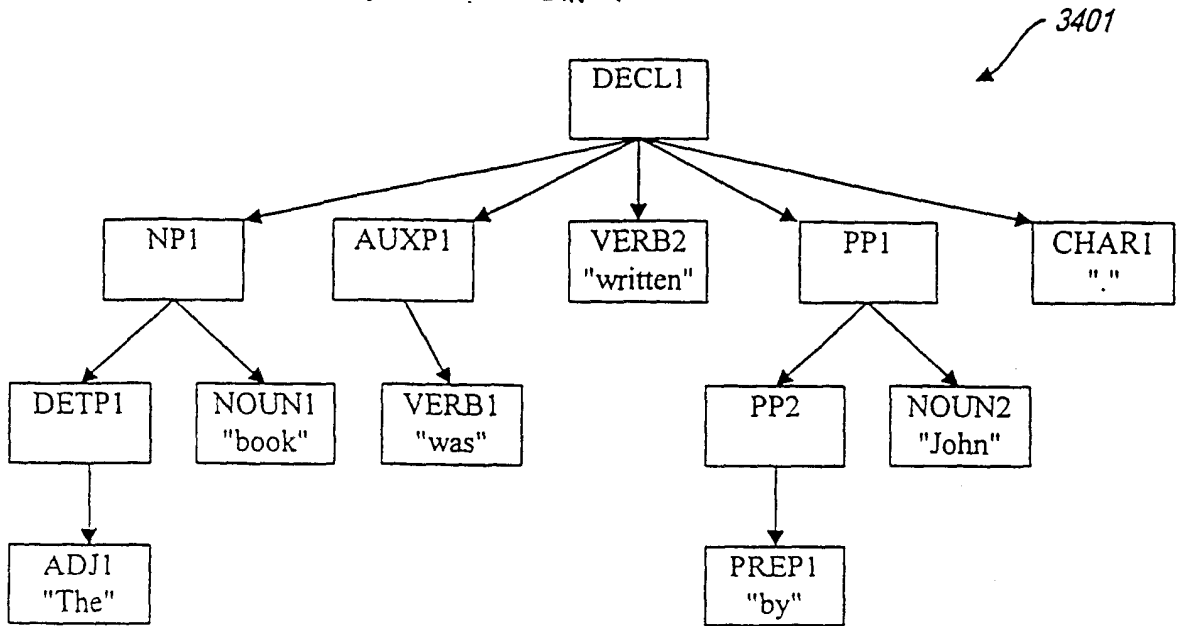 3401
DECL1
NP1
AUXP1
VERB2
"written"
PP1
CHAR1
"."
DETP1
NOUN1
"book"
VERB1
"was"
PP2
NOUN2
"John"
ADJ1
"The"
PREP1
"by"